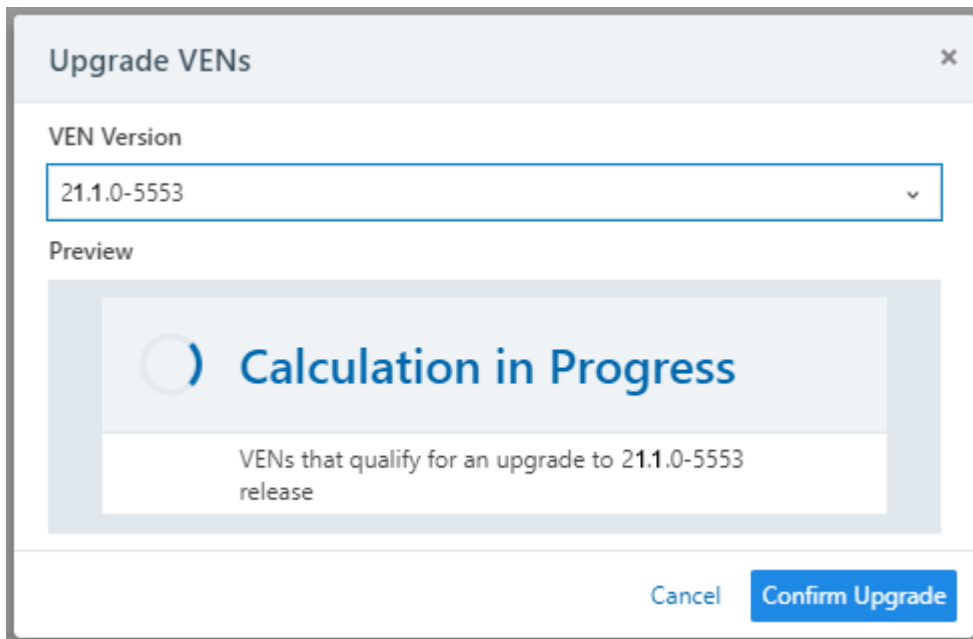 Upgrade VENs
VEN Version
21.1.0-5553
Preview
Calculation in Progress
VENs that qualify for an upgrade to 21.1.0-5553
release
Cancel
Confirm Upgrade